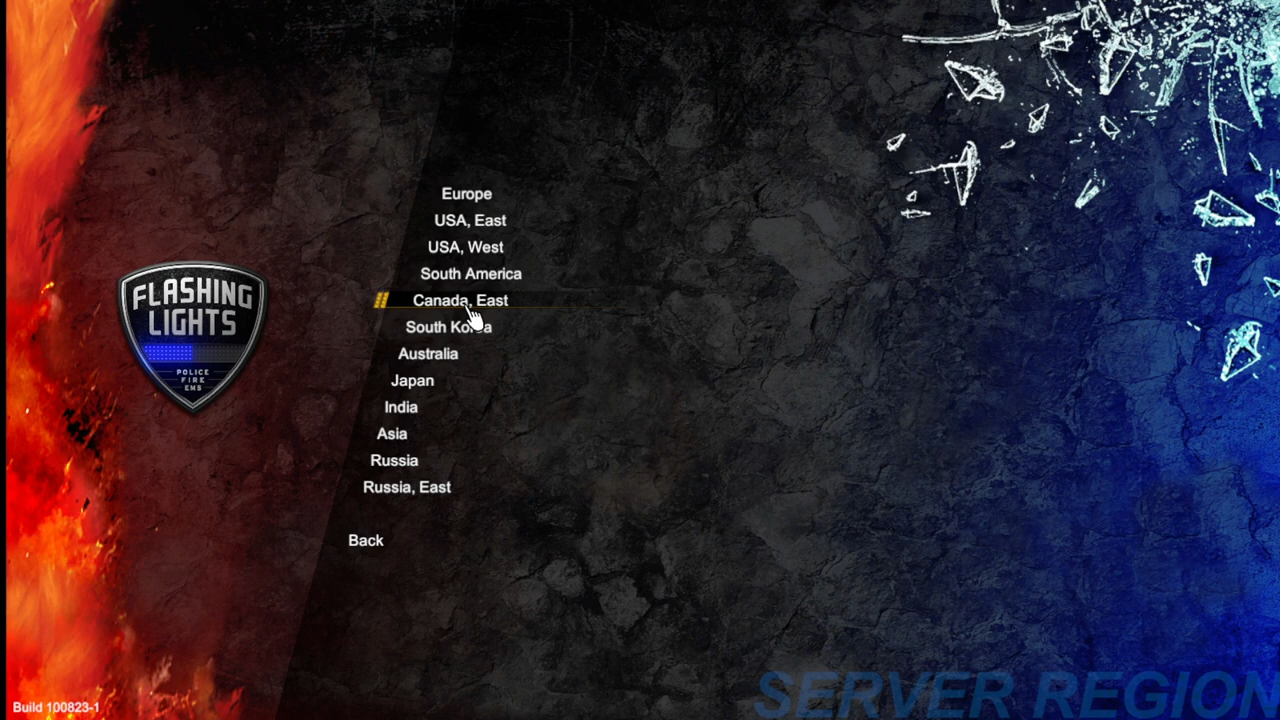 Europe
USA, East
USA, West
South America
Canada, East
South Korea
Australia
Japan
India
Asia
Russia
Russia, East
Back
FLASHING
LIGHTS
POLICE
FIRE
EMS
Build 100823-1
SERVER REGION